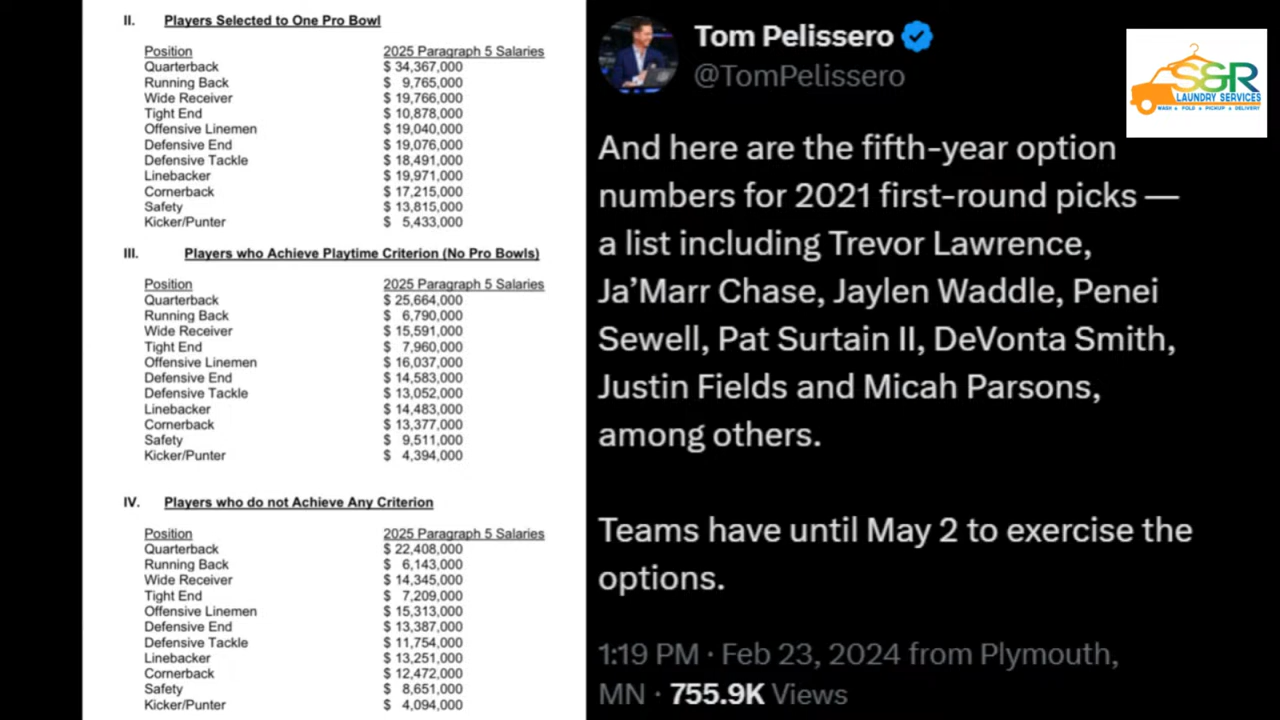 II. Players Selected to One Pro Bowl
Position 2025 Paragraph 5 Salaries
Quarterback $ 34,367,000
Running Back $ 9,765,000
Wide Receiver $ 19,766,000
Tight End $ 10,878,000
Offensive Linemen $ 19,040,000
Defensive End $ 19,076,000
Defensive Tackle $ 18,491,000
Linebacker $ 19,971,000
Cornerback $ 17,215,000
Safety $ 13,815,000
Kicker/Punter $ 5,433,000
III. Players who Achieve Playtime Criterion (No Pro Bowls)
Position 2025 Paragraph 5 Salaries
Quarterback $ 25,664,000
Running Back $ 6,790,000
Wide Receiver $ 15,591,000
Tight End $ 7,960,000
Offensive Linemen $ 16,037,000
Defensive End $ 14,583,000
Defensive Tackle $ 13,052,000
Linebacker $ 14,483,000
Cornerback $ 13,377,000
Safety $ 9,511,000
Kicker/Punter $ 4,394,000
IV. Players who do not Achieve Any Criterion
Position 2025 Paragraph 5 Salaries
Quarterback $ 22,408,000
Running Back $ 6,143,000
Wide Receiver $ 14,345,000
Tight End $ 7,209,000
Offensive Linemen $ 15,313,000
Defensive End $ 13,387,000
Defensive Tackle $ 11,754,000
Linebacker $ 13,251,000
Cornerback $ 12,472,000
Safety $ 8,651,000
Kicker/Punter $ 4,094,000
Tom Pelissero
@TomPelissero
And here are the fifth-year option
numbers for 2021 first-round picks —
a list including Trevor Lawrence,
Ja’Marr Chase, Jaylen Waddle, Penei
Sewell, Pat Surtain II, DeVonta Smith,
Justin Fields and Micah Parsons,
among others.
Teams have until May 2 to exercise the
options.
1:19 PM · Feb 23, 2024 from Plymouth,
MN · 755.9K Views
S&R
LAUNDRY SERVICES
WASH FOLD PICKUP DELIVERY